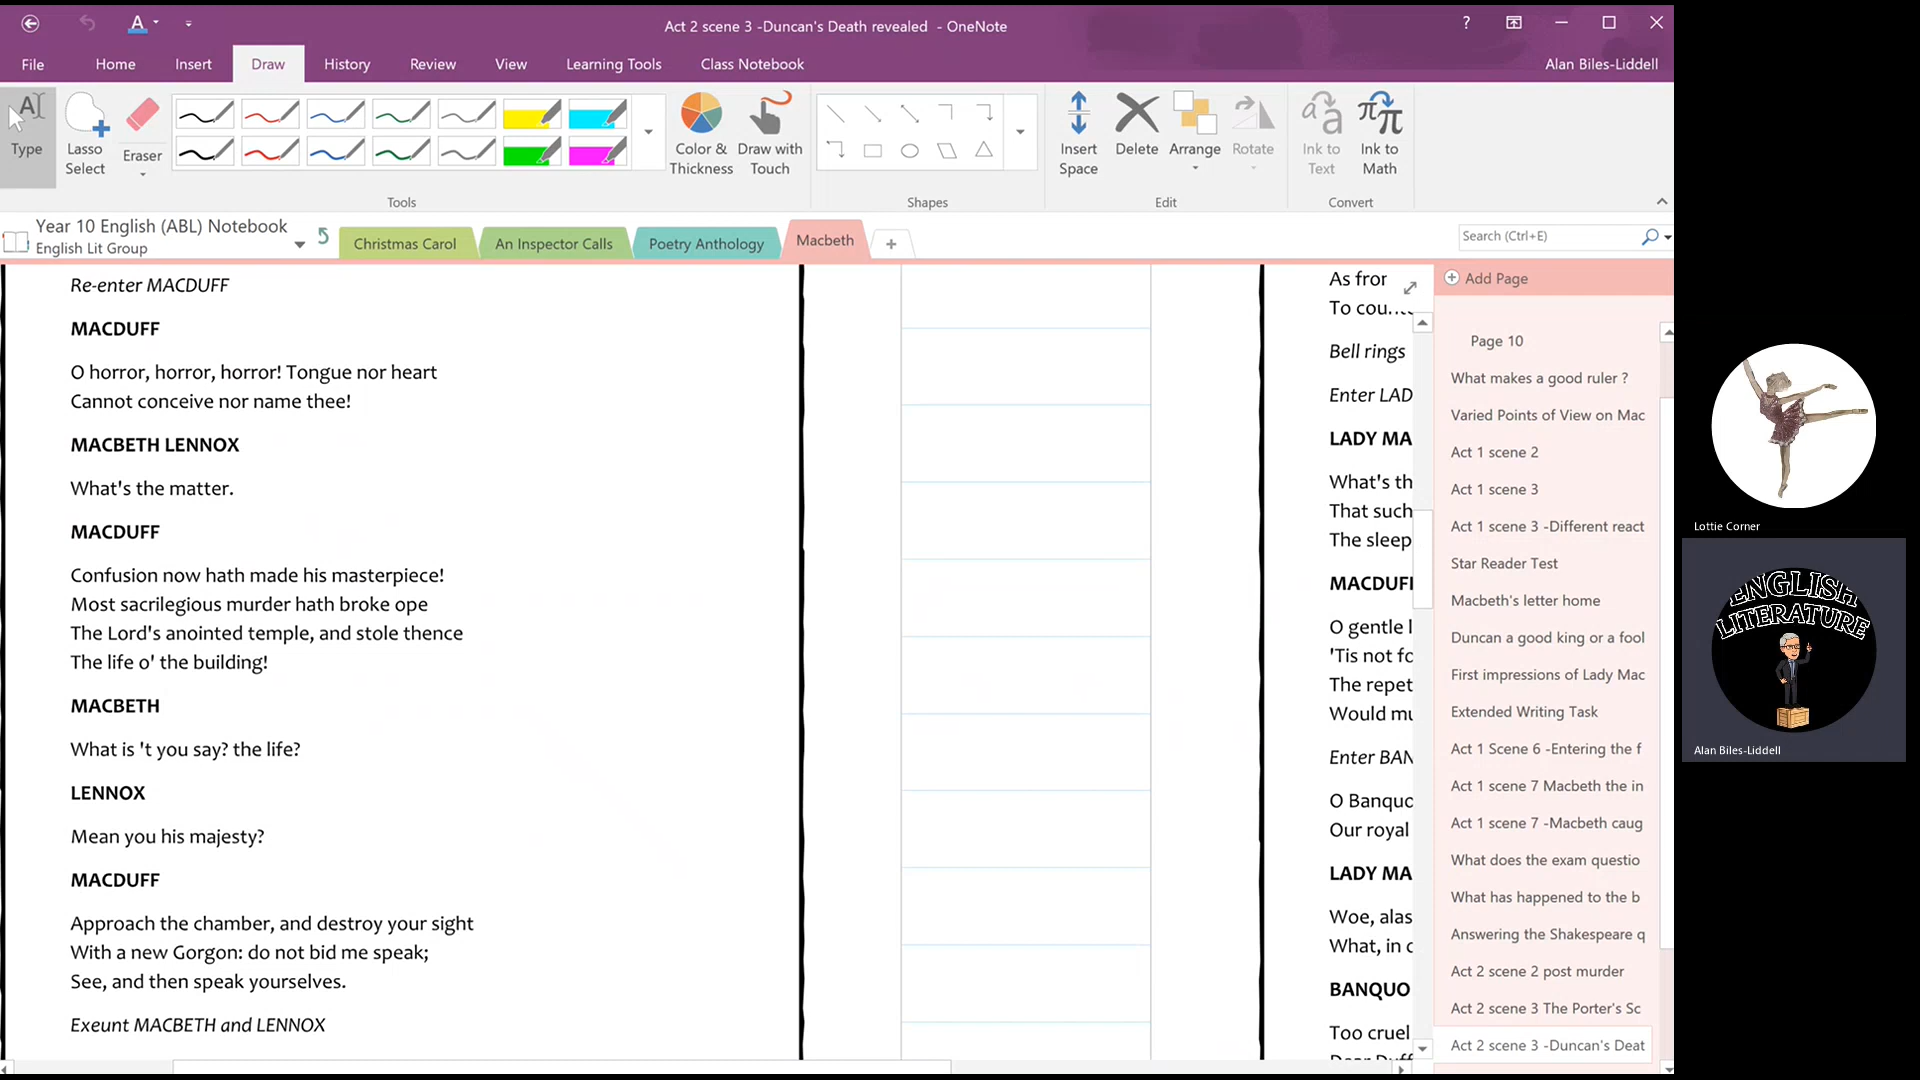 Act 2 scene 3 -Duncan's Death revealed - OneNote
?
File
Home
Insert
Draw
History
Review
View
Learning Tools
Class Notebook
Alan Biles-Liddell
Type
Lasso
Select
Eraser
Color &
Thickness
Draw with
Touch
Insert
Space
Delete
Arrange
Rotate
Ink to
Text
Ink to
Math
Tools
Shapes
Edit
Convert
Year 10 English (ABL) Notebook
English Lit Group
Christmas Carol
An Inspector Calls
Poetry Anthology
Macbeth
Search (Ctrl+E)
Re-enter MACDUFF
MACDUFF
O horror, horror, horror! Tongue nor heart
Cannot conceive nor name thee!
MACBETH LENNOX
What's the matter.
MACDUFF
Confusion now hath made his masterpiece!
Most sacrilegious murder hath broke ope
The Lord's anointed temple, and stole thence
The life o' the building!
MACBETH
What is 't you say? the life?
LENNOX
Mean you his majesty?
MACDUFF
Approach the chamber, and destroy your sight
With a new Gorgon: do not bid me speak;
See, and then speak yourselves.
Exeunt MACBETH and LENNOX
As fror
To
Bell rings
Enter LAD
LADY MA
What's th
That such
The sleep
MACDUFF
O gentle l
'Tis not fo
The repet
Would mu
Enter BAN
O Banquo
Our royal
LADY MA
Woe, alas
What, in c
BANQUO
Too cruel
Add Page
Page 10
What makes a good ruler ?
Varied Points of View on Mac
Act 1 scene 2
Act 1 scene 3
Act 1 scene 3 -Different react
Star Reader Test
Macbeth's letter home
Duncan a good king or a fool
First impressions of Lady Mac
Extended Writing Task
Act 1 Scene 6 -Entering the f
Act 1 scene 7 Macbeth the in
Act 1 scene 7 -Macbeth caug
What does the exam questio
What has happened to the b
Answering the Shakespeare q
Act 2 scene 2 post murder
Act 2 scene 3 The Porter's Sc
Act 2 scene 3 -Duncan's Deat
Lottie Corner
ENGLISH
LITERATURE
Alan Biles-Liddell